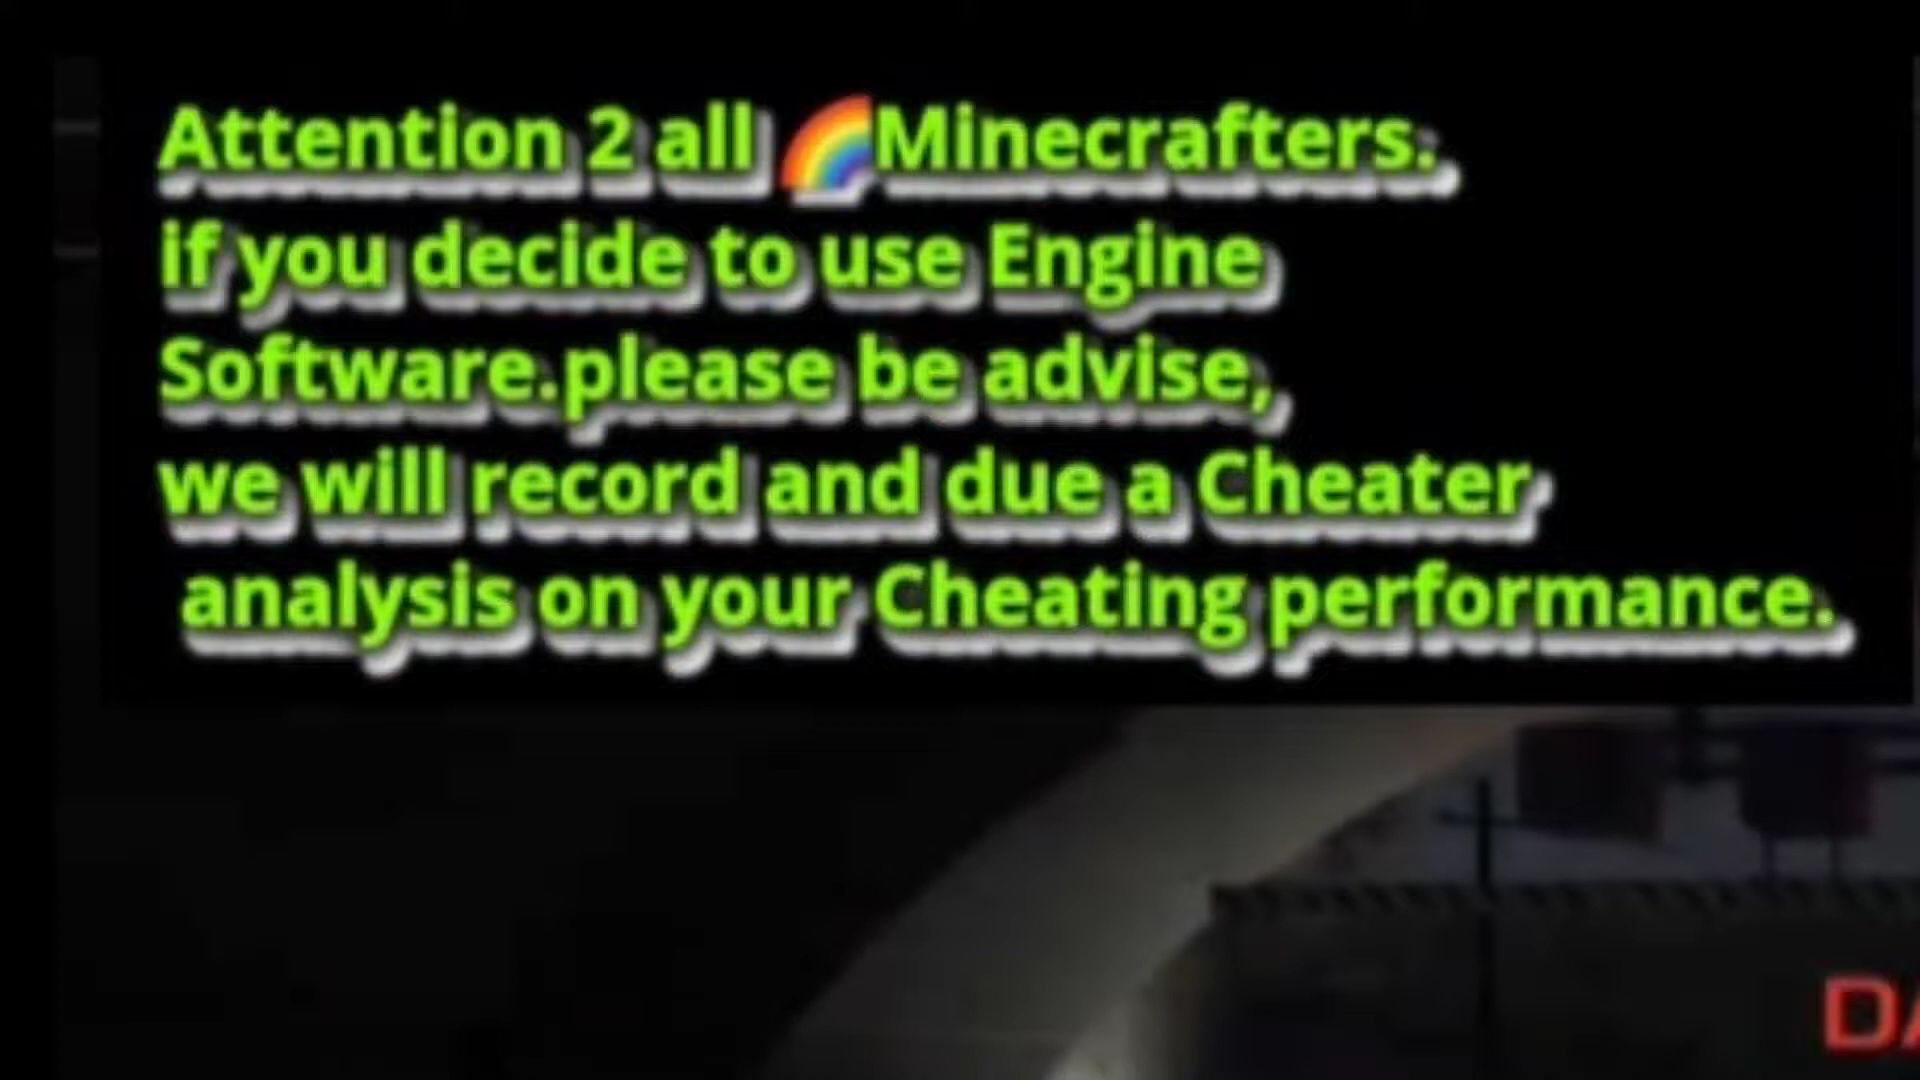 Attention 2 all 🌈Minecrafters.
if you decide to use Engine
Software.please be advise,
we will record and due a Cheater
analysis on your Cheating performance.
DA